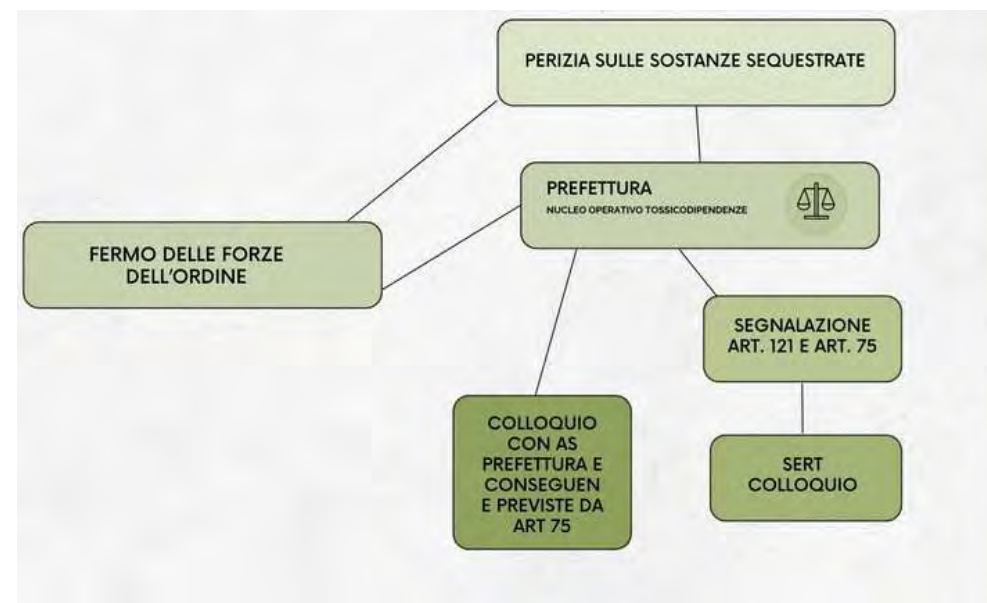 PERIZIA SULLE SOSTANZE SEQUESTRATE
PREFETTURA
NUCLEO OPERATIVO TOSSICODIPENDENZE
FERMO DELLE FORZE
DELL'ORDINE
SEGNALAZIONE
ART. 121 E ART. 75
COLLOQUIO
CON AS
PREFETTURA E
CONSEGUEN
E PREVISTE DA
ART 75
SERT
COLLOQUIO